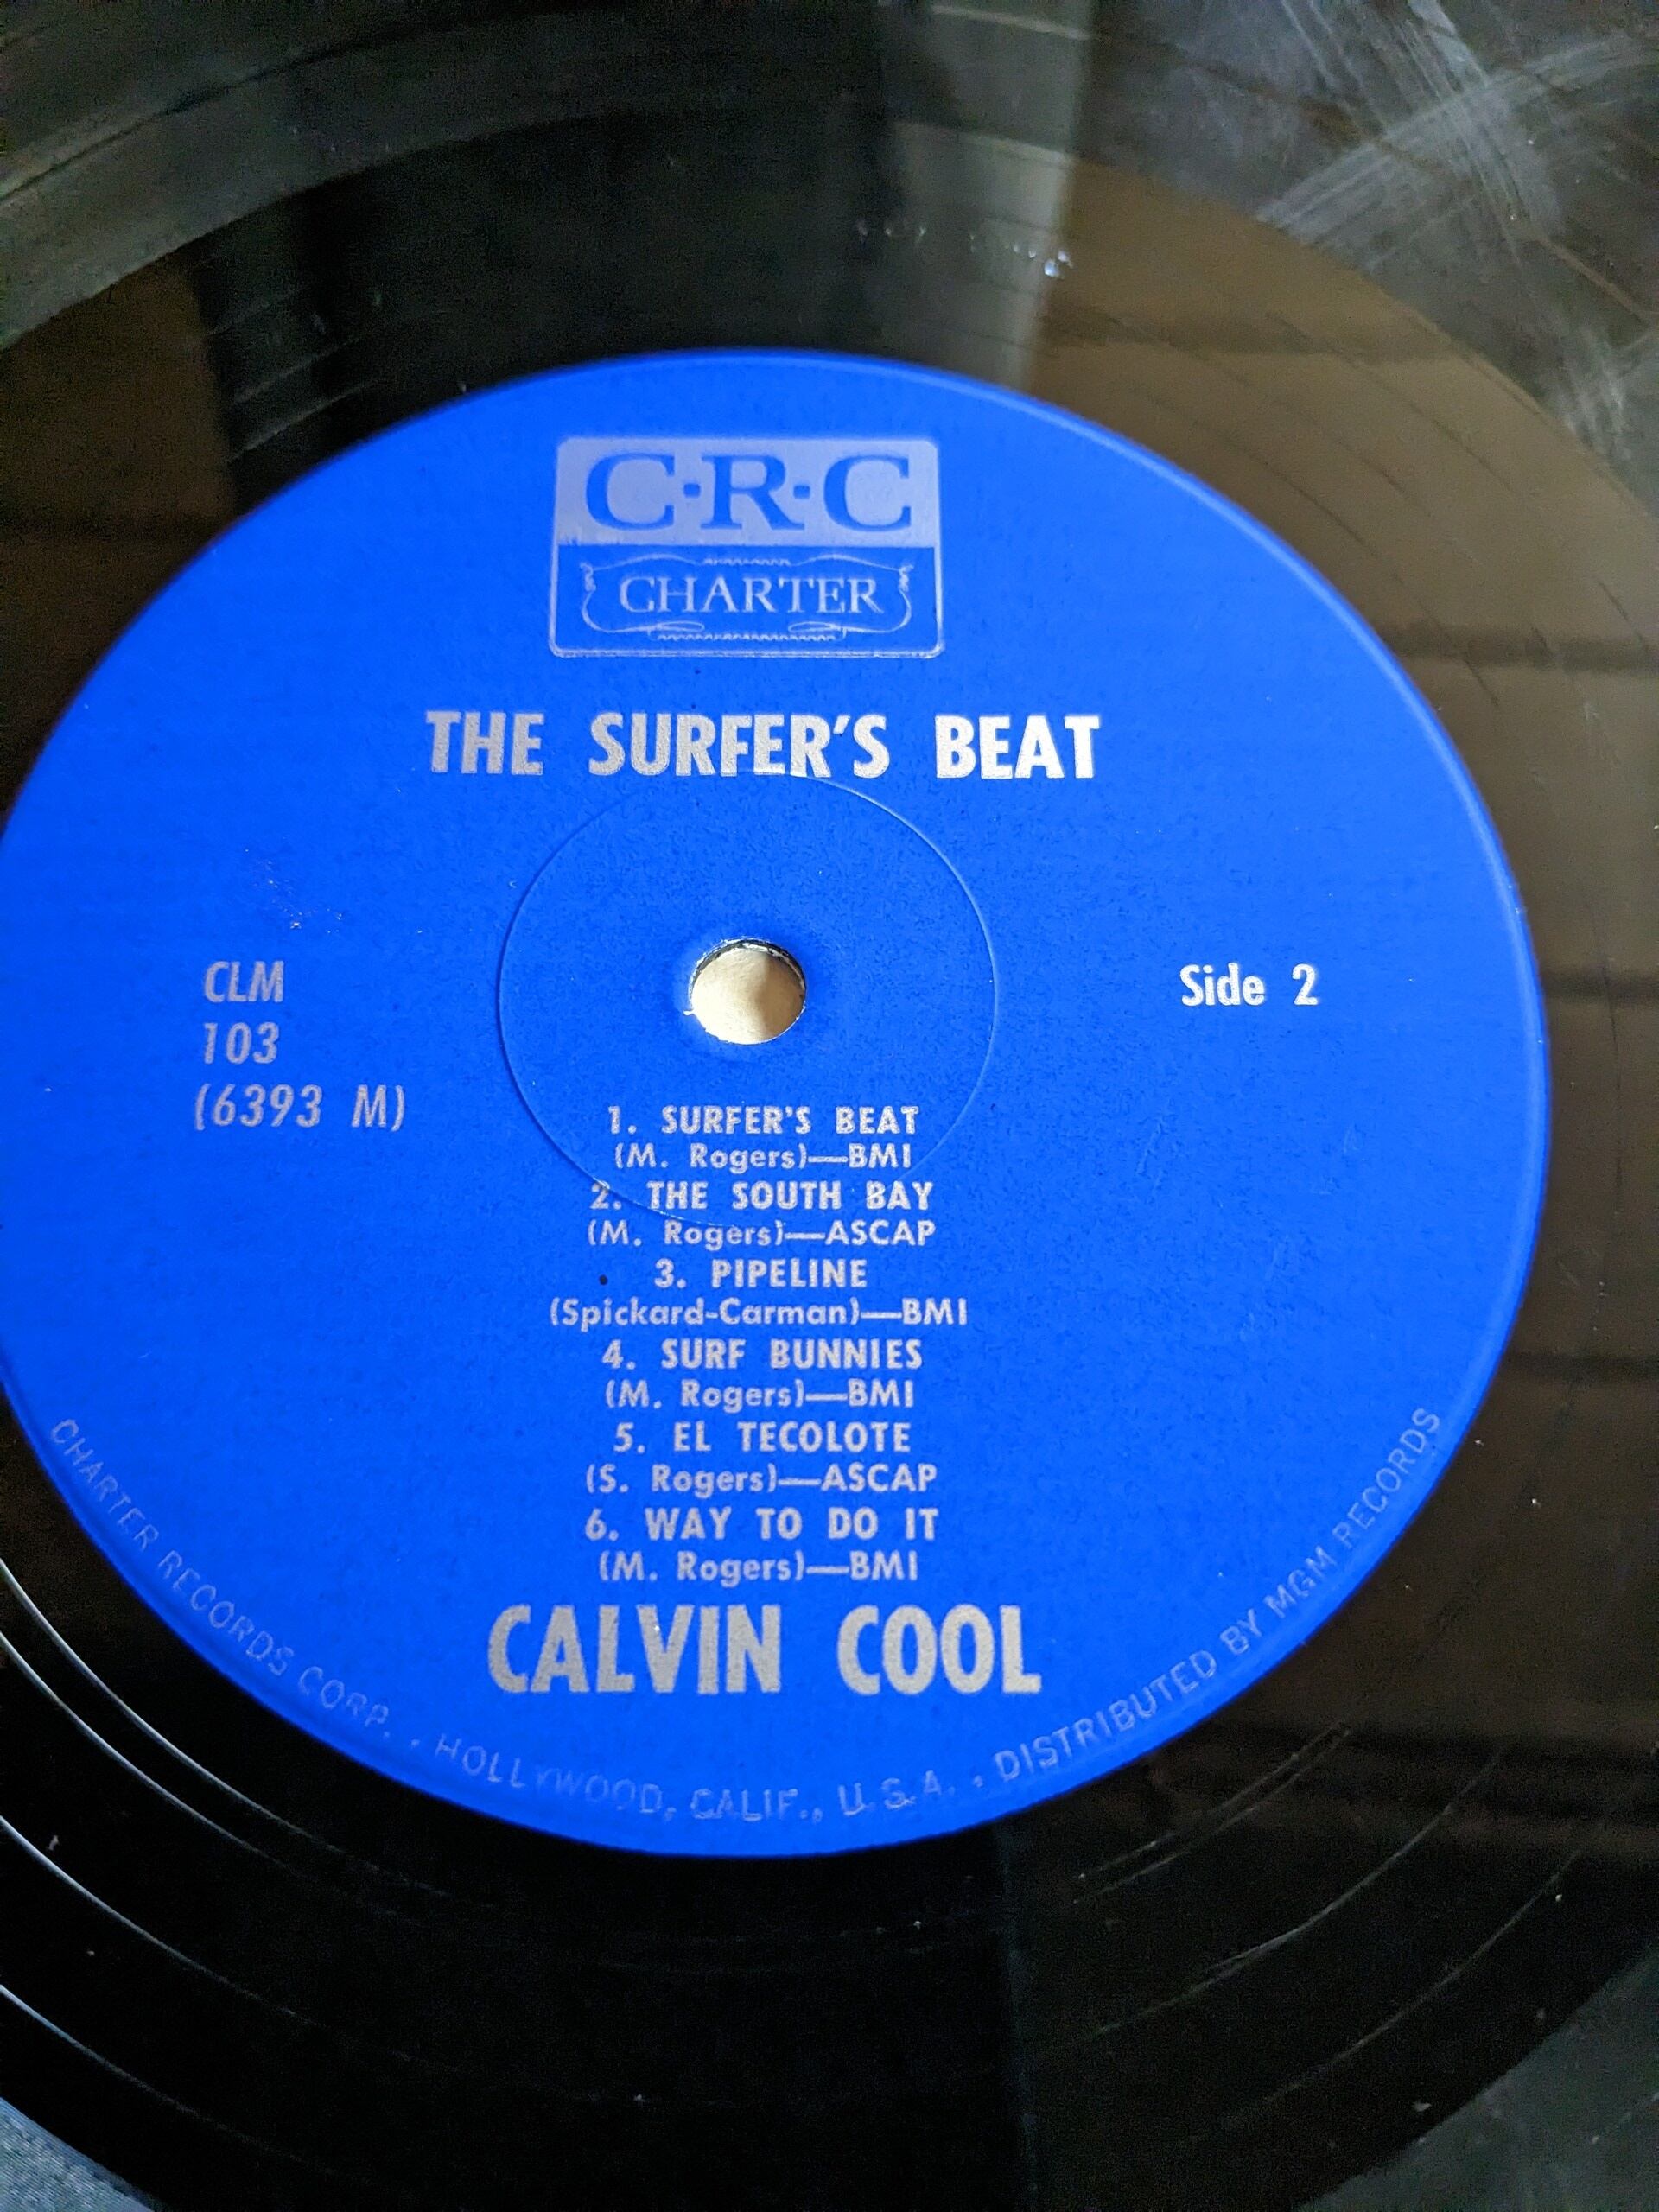 C·R·C
CHARTER
THE SURFER'S BEAT
CLM
103
(6393 M)
Side 2
1. SURFER'S BEAT
(M. Rogers)—BMI
2. THE SOUTH BAY
(M. Rogers)—ASCAP
3. PIPELINE
(Spickard-Carman)—BMI
4. SURF BUNNIES
(M. Rogers)—BMI
5. EL TECOLOTE
(S. Rogers)—ASCAP
6. WAY TO DO IT
(M. Rogers)—BMI
CALVIN COOL
CHARTER RECORDS CORP. . HOLLYWOOD, CALIF., U.S.A. . DISTRIBUTED BY MGM RECORDS